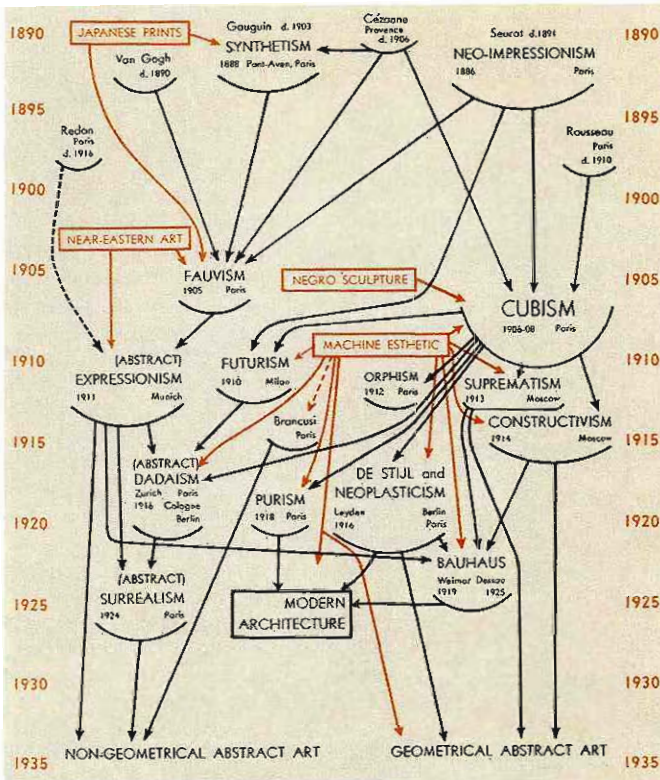 1890
JAPANESE PRINTS
Gauguin d. 1903
SYNTHETISM
1888 Pont-Aven, Paris
Cézanne
Provence
d. 1906
Seurat d. 1891
NEO-IMPRESSIONISM
1886 Paris
1890
Van Gogh
d. 1890
1895
Redon
Paris
d. 1916
Rousseau
Paris
d. 1910
1895
1900
1900
NEAR-EASTERN ART
1905
FAUVISM
1905 Paris
NEGRO SCULPTURE
CUBISM
1906-08 Paris
1905
1910
(ABSTRACT)
EXPRESSIONISM
1911 Munich
FUTURISM
1910 Milan
MACHINE ESTHETIC
ORPHISM
1912 Paris
SUPREMATISM
1913 Moscow
1910
CONSTRUCTIVISM
1914 Moscow
Brancusi
Paris
1915
1915
(ABSTRACT)
DADAISM
Zurich Paris
1916 Cologne
Berlin
PURISM
1918 Paris
DE STIJL and
NEOPLASTICISM
Leyden Berlin
1916 Paris
1920
1920
BAUHAUS
Weimar Dessau
1919 1925
(ABSTRACT)
SURREALISM
1924 Paris
MODERN
ARCHITECTURE
1925
1925
1930
1930
1935
NON-GEOMETRICAL ABSTRACT ART
GEOMETRICAL ABSTRACT ART
1935